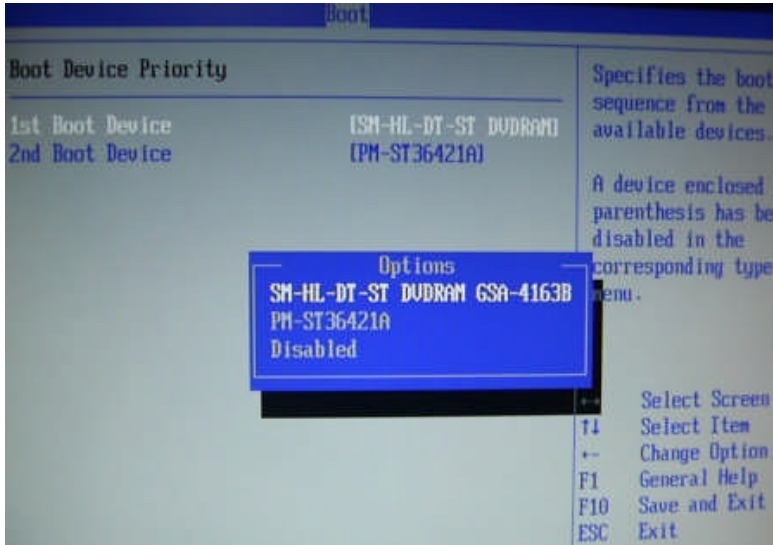 Boot
Boot Device Priority
1st Boot Device [SM-HL-DT-ST DVDRAM]
2nd Boot Device [PM-ST36421A]
Specifies the boot
sequence from the
available devices.
A device enclosed
parenthesis has be
disabled in the
corresponding type
menu.
Options
SM-HL-DT-ST DVDRAM GSA-4163B
PM-ST36421A
Disabled
←→ Select Screen
↑↓ Select Item
+- Change Option
F1 General Help
F10 Save and Exit
ESC Exit